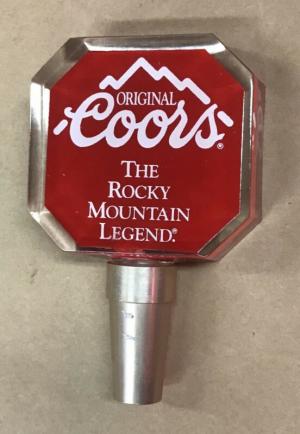 ORIGINAL
Coors®
THE
ROCKY
MOUNTAIN
LEGEND.®